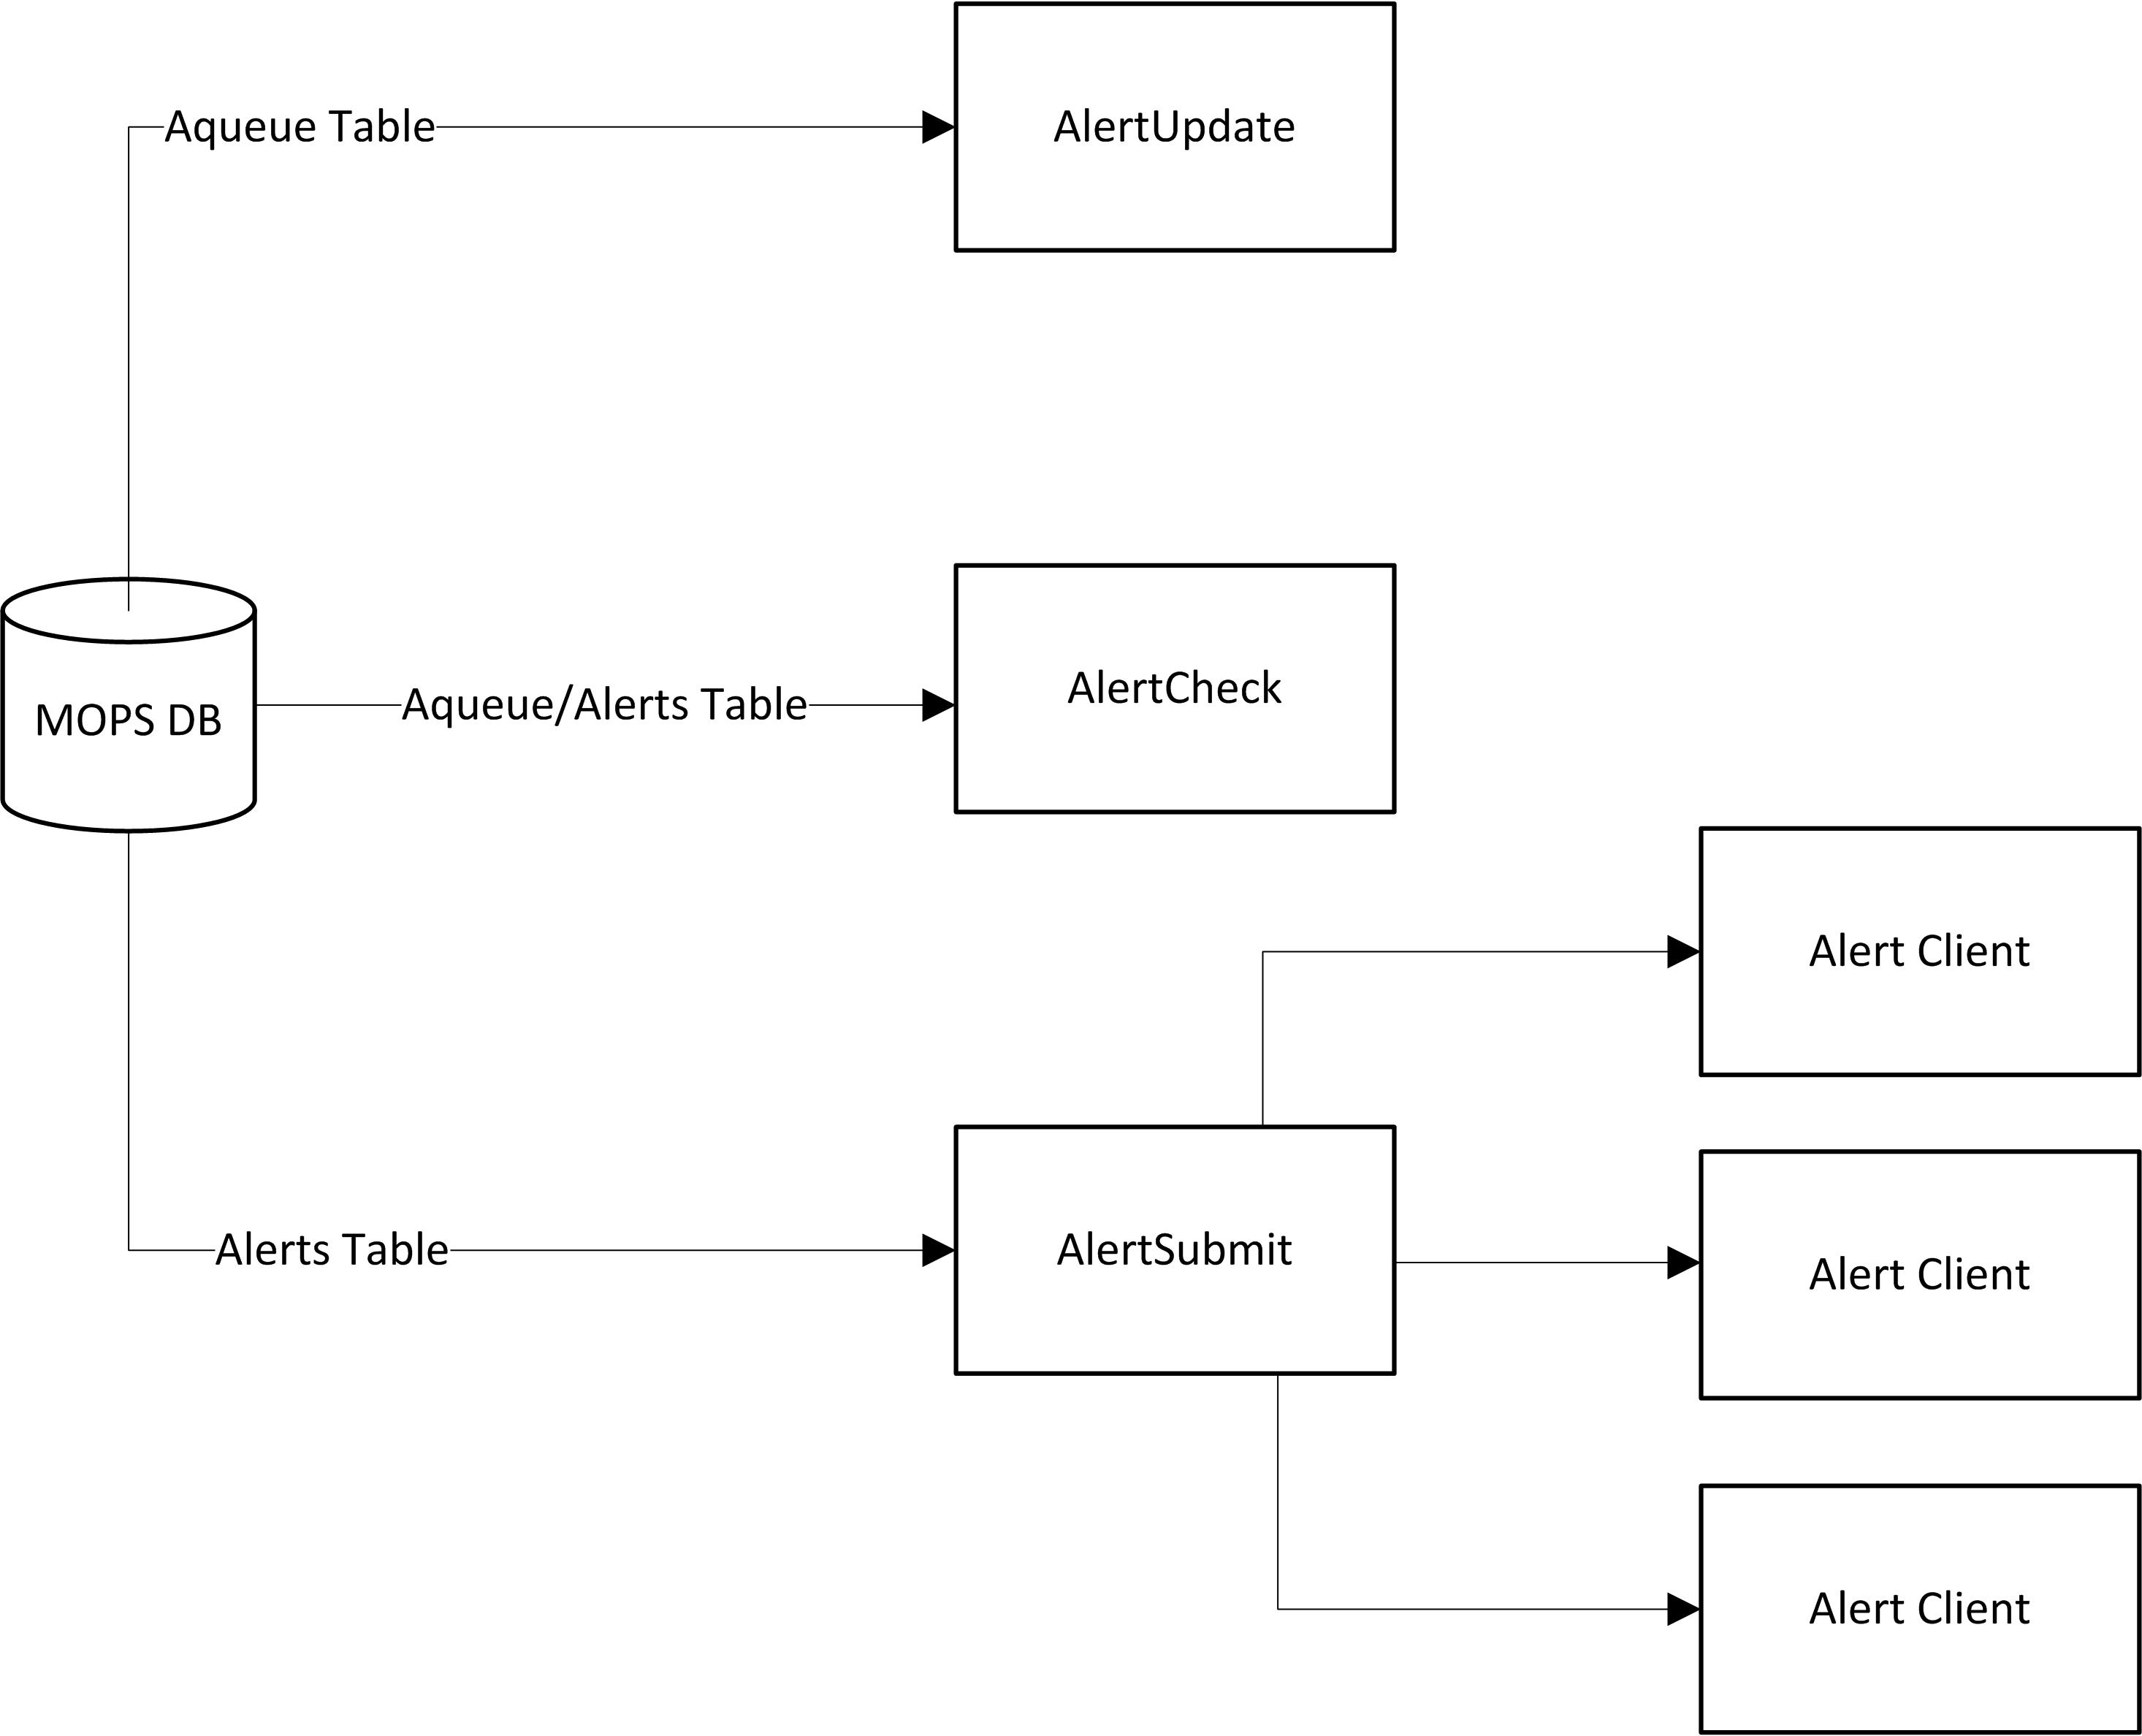 Aqueue Table
AlertUpdate
MOPS DB
Aqueue/Alerts Table
AlertCheck
Alert Client
Alerts Table
AlertSubmit
Alert Client
Alert Client